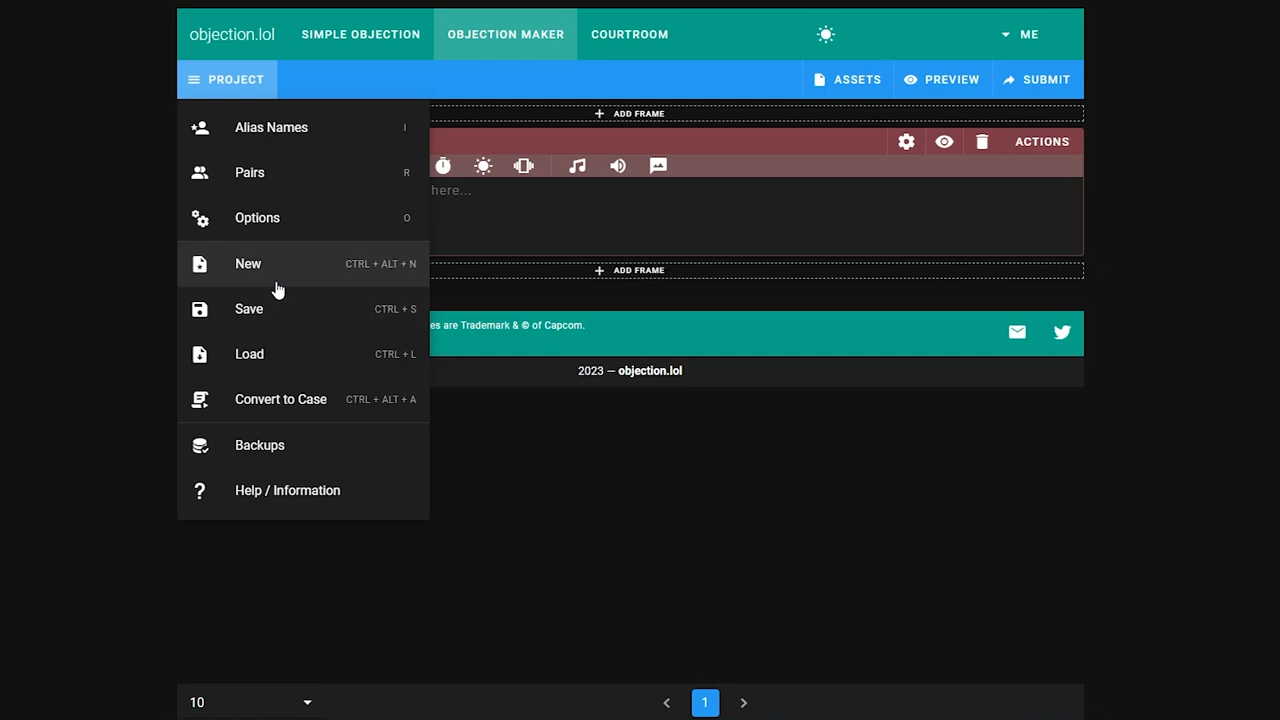 objection.lol SIMPLE OBJECTION OBJECTION MAKER COURTROOM ME
PROJECT ASSETS PREVIEW SUBMIT
ADD FRAME
Alias Names I
ACTIONS
Pairs R
here...
Options O
New CTRL + ALT + N
ADD FRAME
Save CTRL + S
es are Trademark & © of Capcom.
Load CTRL + L
2023 — objection.lol
Convert to Case CTRL + ALT + A
Backups
? Help / Information
10 1